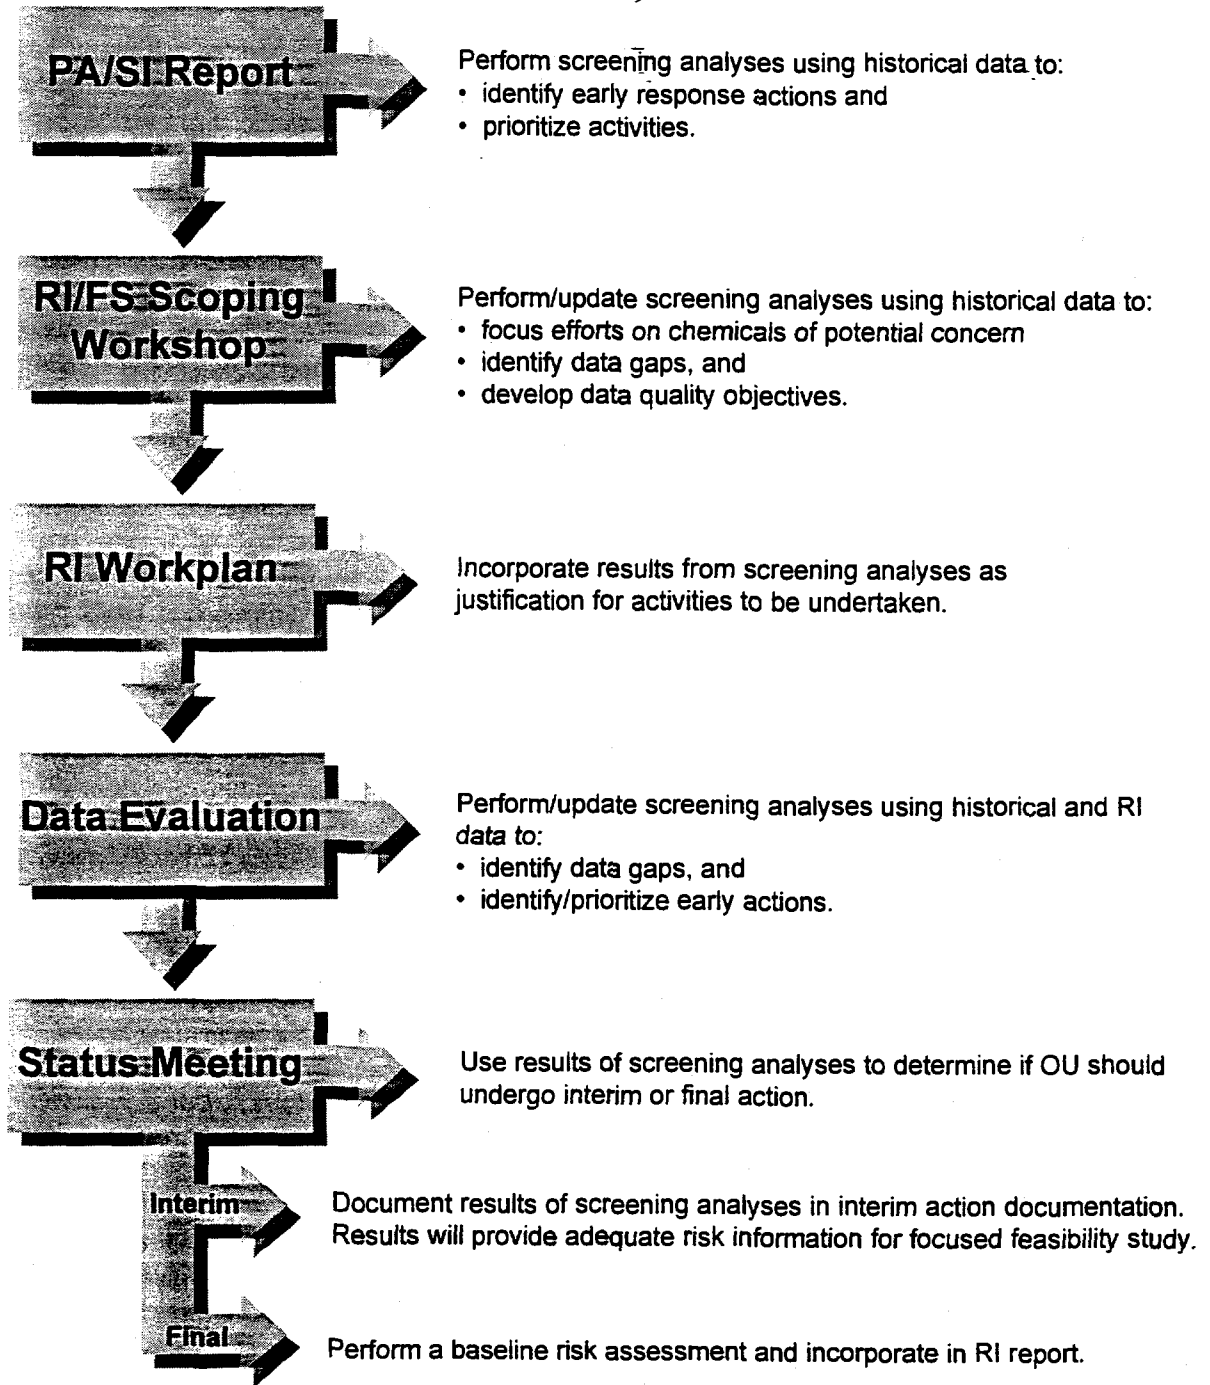 PA/SI Report
Perform screening analyses using historical data to:
• identify early response actions and
• prioritize activities.
RI/FS Scoping
Workshop
Perform/update screening analyses using historical data to:
• focus efforts on chemicals of potential concern
• identify data gaps, and
• develop data quality objectives.
RI Workplan
Incorporate results from screening analyses as
justification for activities to be undertaken.
Data Evaluation
Perform/update screening analyses using historical and RI
data to:
• identify data gaps, and
• identify/prioritize early actions.
Status Meeting
Use results of screening analyses to determine if OU should
undergo interim or final action.
Interim
Document results of screening analyses in interim action documentation.
Results will provide adequate risk information for focused feasibility study.
Final
Perform a baseline risk assessment and incorporate in RI report.